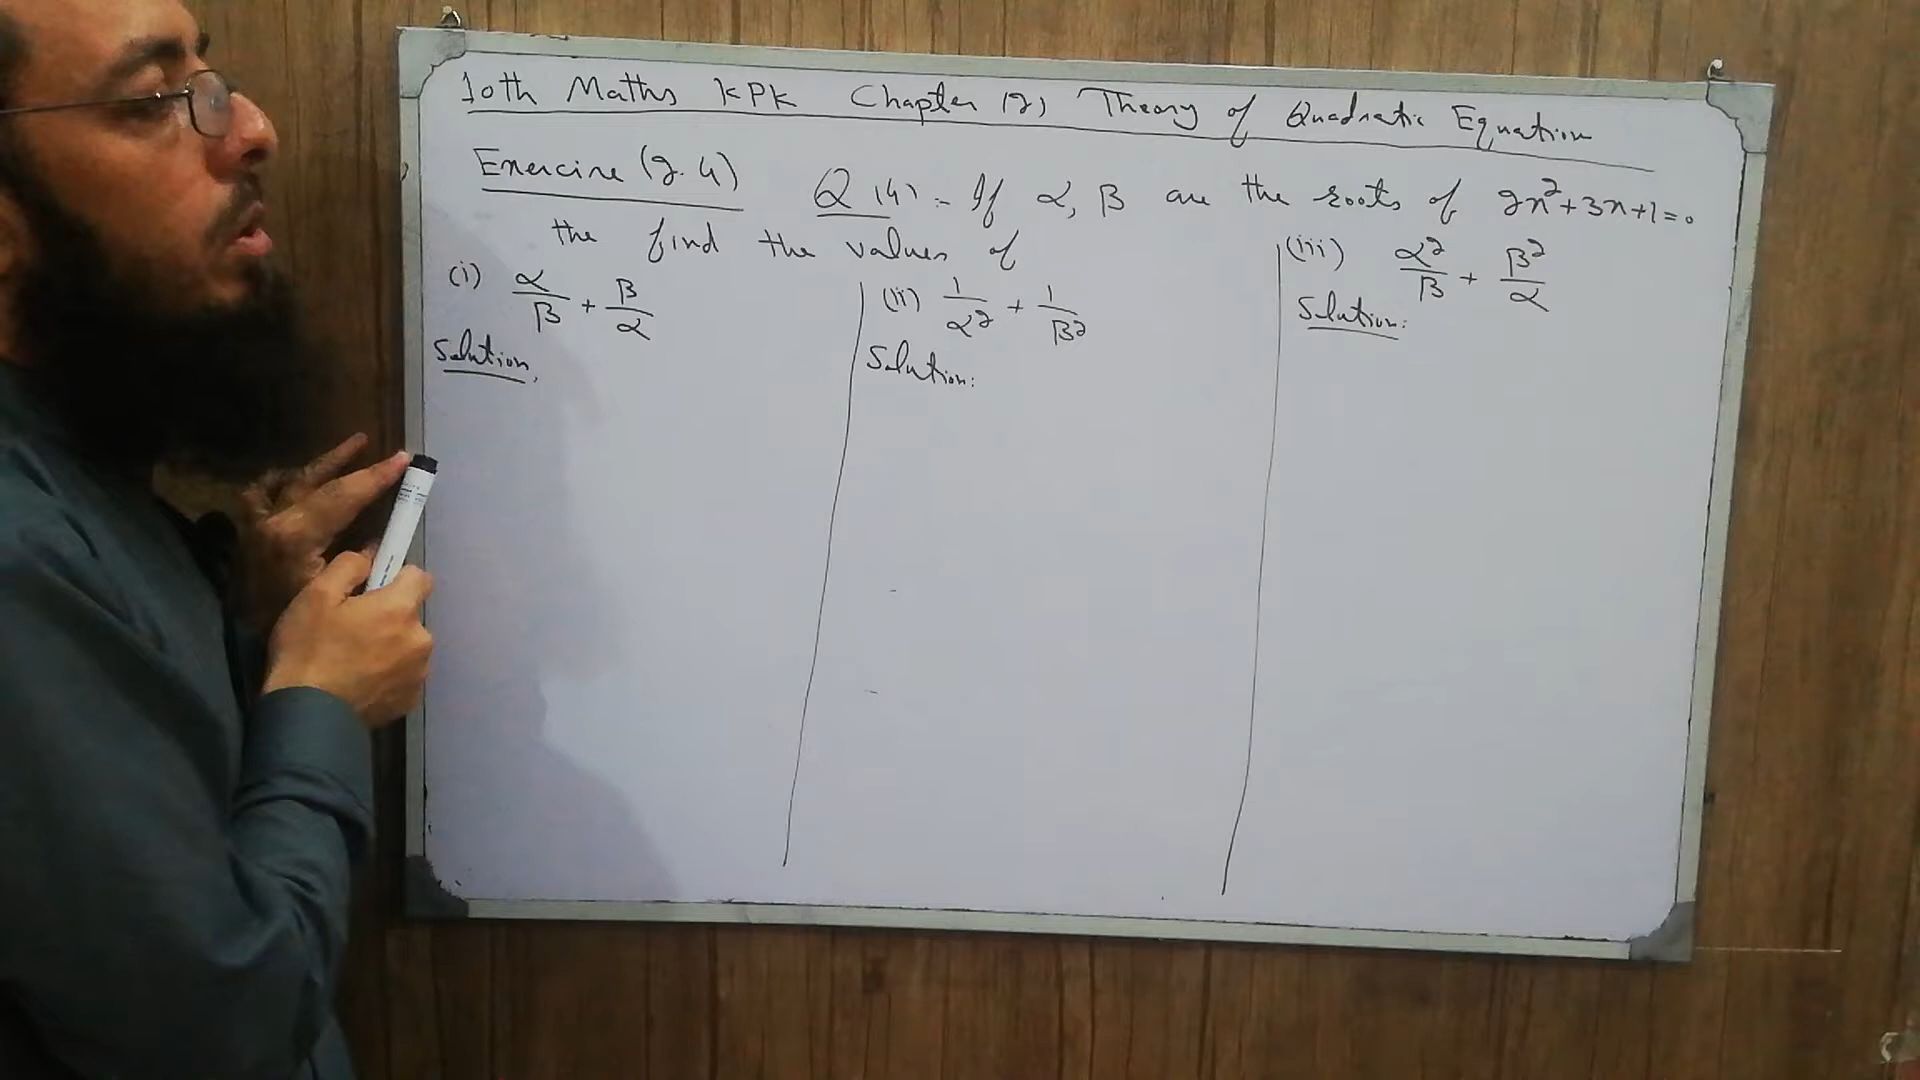 10th Maths KPK Chapter (2) Theory of Quadratic Equation
Exercise (2.4) Q (4) :- If α, β are the roots of 2x²+3x+1=0
the find the values of
(i) α/β + β/α
Solution.
(ii) 1/α² + 1/β²
Solution:
(iii) α²/β + β²/α
Solution: